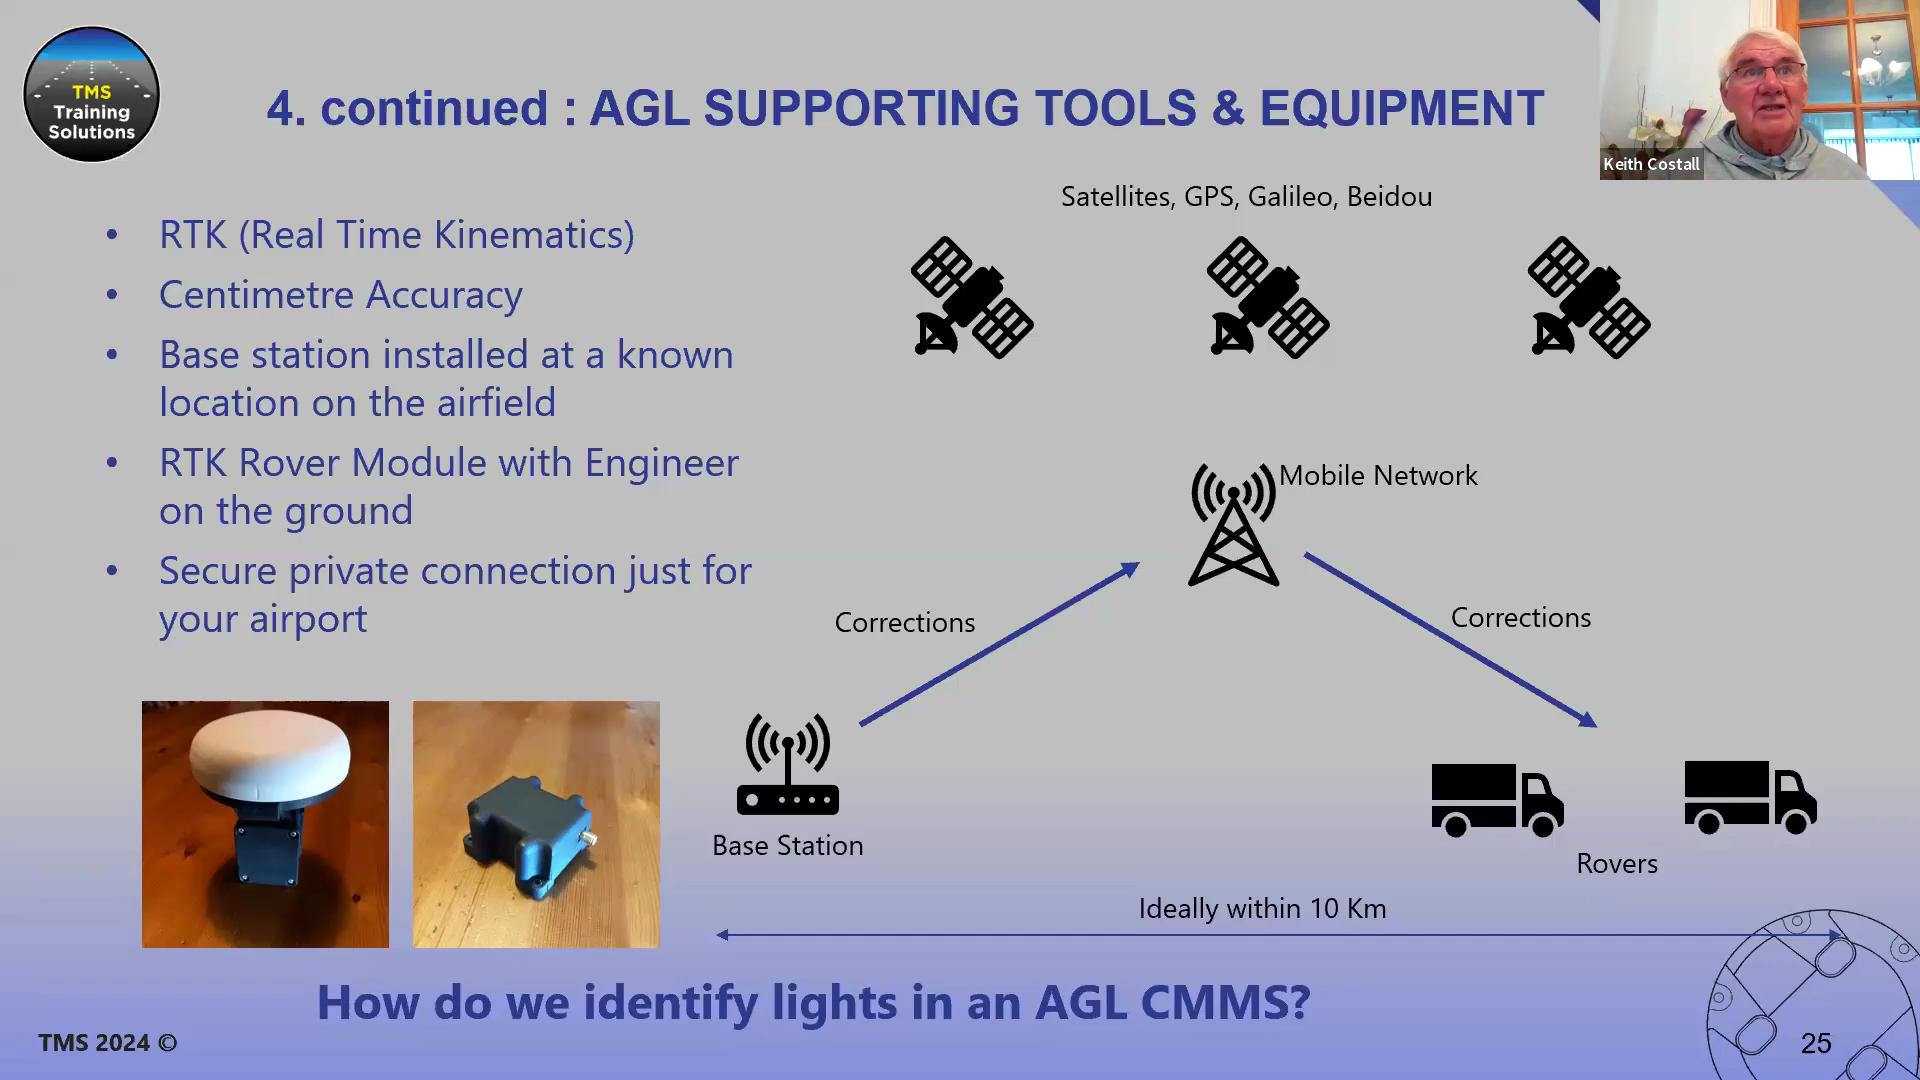 TMS
Training
Solutions
4. continued : AGL SUPPORTING TOOLS & EQUIPMENT
Keith Costall
• RTK (Real Time Kinematics)
• Centimetre Accuracy
• Base station installed at a known
location on the airfield
• RTK Rover Module with Engineer
on the ground
• Secure private connection just for
your airport
Satellites, GPS, Galileo, Beidou
Mobile Network
Corrections
Corrections
Base Station
Rovers
Ideally within 10 Km
How do we identify lights in an AGL CMMS?
TMS 2024 ©
25